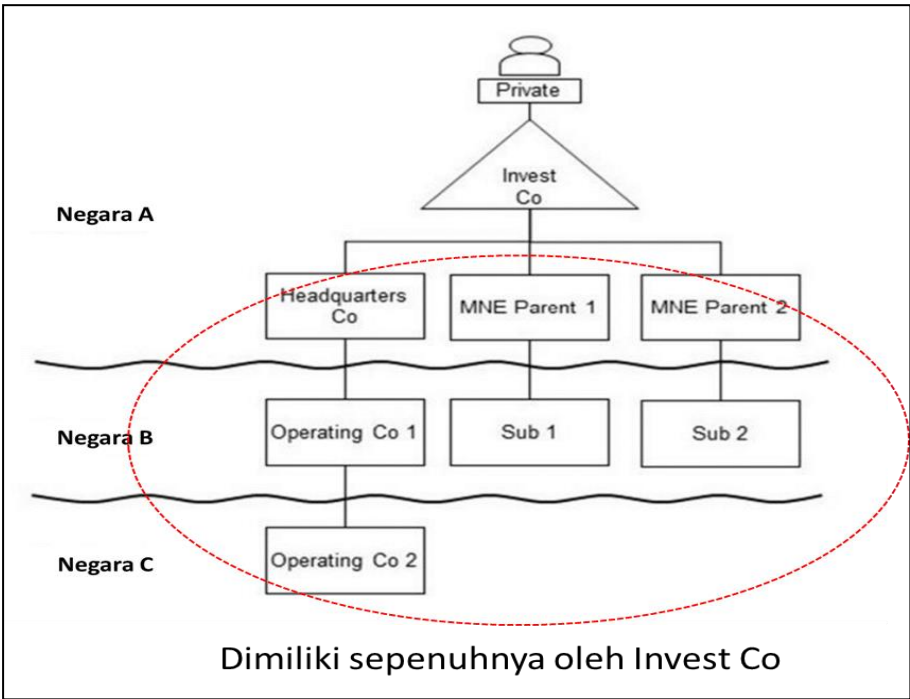 Private
Invest
Co
Negara A
Headquarters
Co
MNE Parent 1
MNE Parent 2
Negara B
Operating Co 1
Sub 1
Sub 2
Negara C
Operating Co 2
Dimiliki sepenuhnya oleh Invest Co